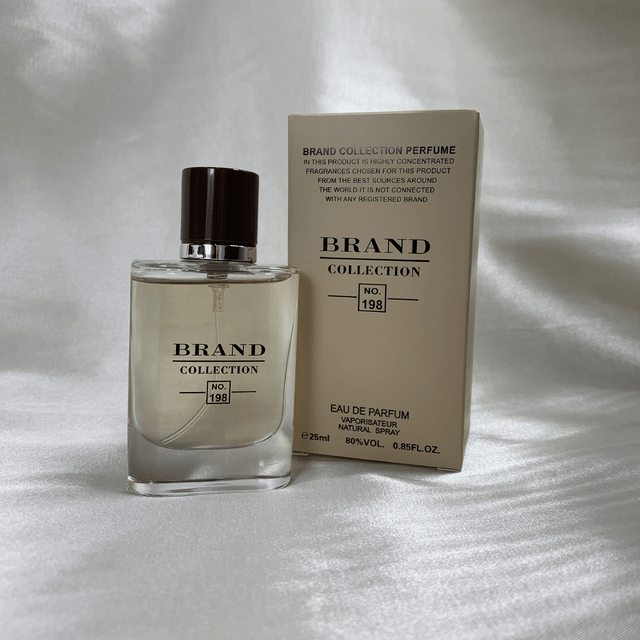 BRAND COLLECTION PERFUME
IN THIS PRODUCT IS HIGHLY CONCENTRATED
FRAGRANCES CHOSEN FOR THIS PRODUCT
FROM THE BEST SOURCES AROUND
THE WORLD IT IS NOT CONNECTED
WITH ANY REGISTERED BRAND
BRAND
COLLECTION
NO.
198
EAU DE PARFUM
VAPORISATEUR
NATURAL SPRAY
℮25ml 80%VOL. 0.85FL.OZ.
BRAND
COLLECTION
NO.
198